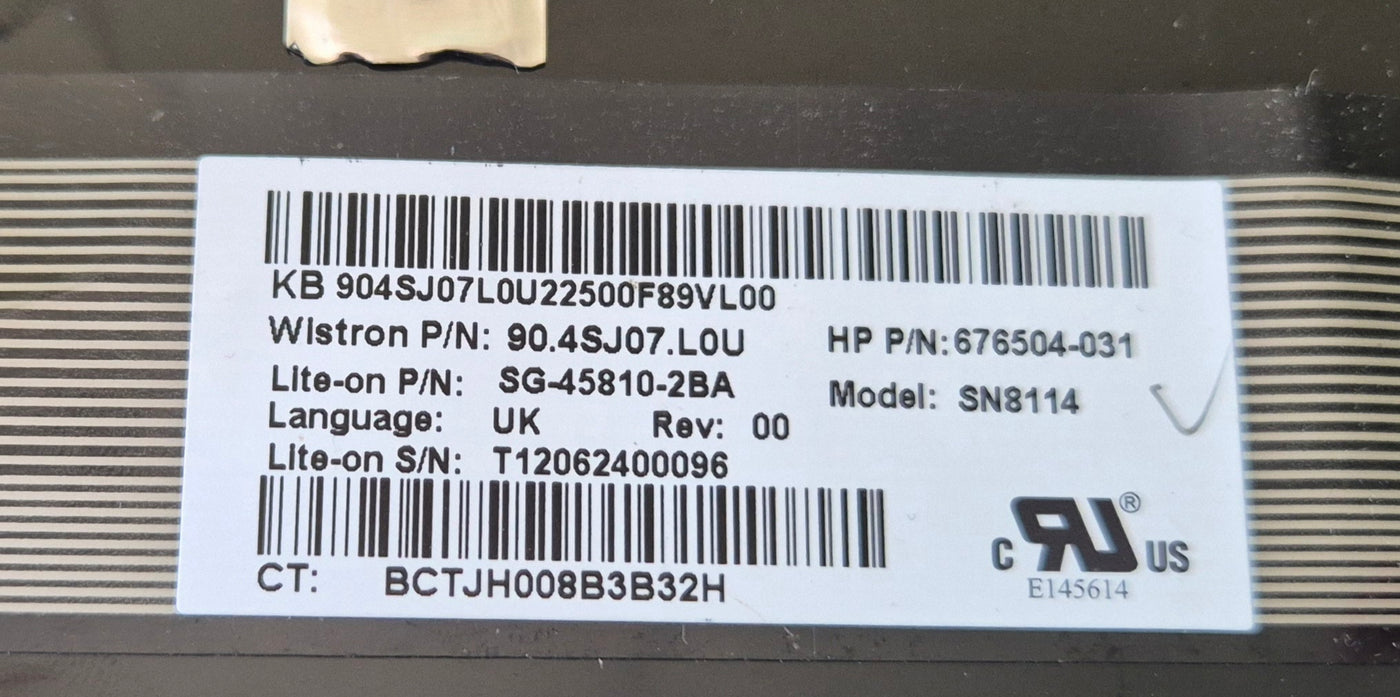 KB 904SJ07L0U22500F89VL00
Wistron P/N: 90.4SJ07.L0U HP P/N:676504-031
Lite-on P/N: SG-45810-2BA Model: SN8114
Language: UK Rev: 00
Lite-on S/N: T12062400096
CT: BCTJH008B3B32H
C RU® US
E145614